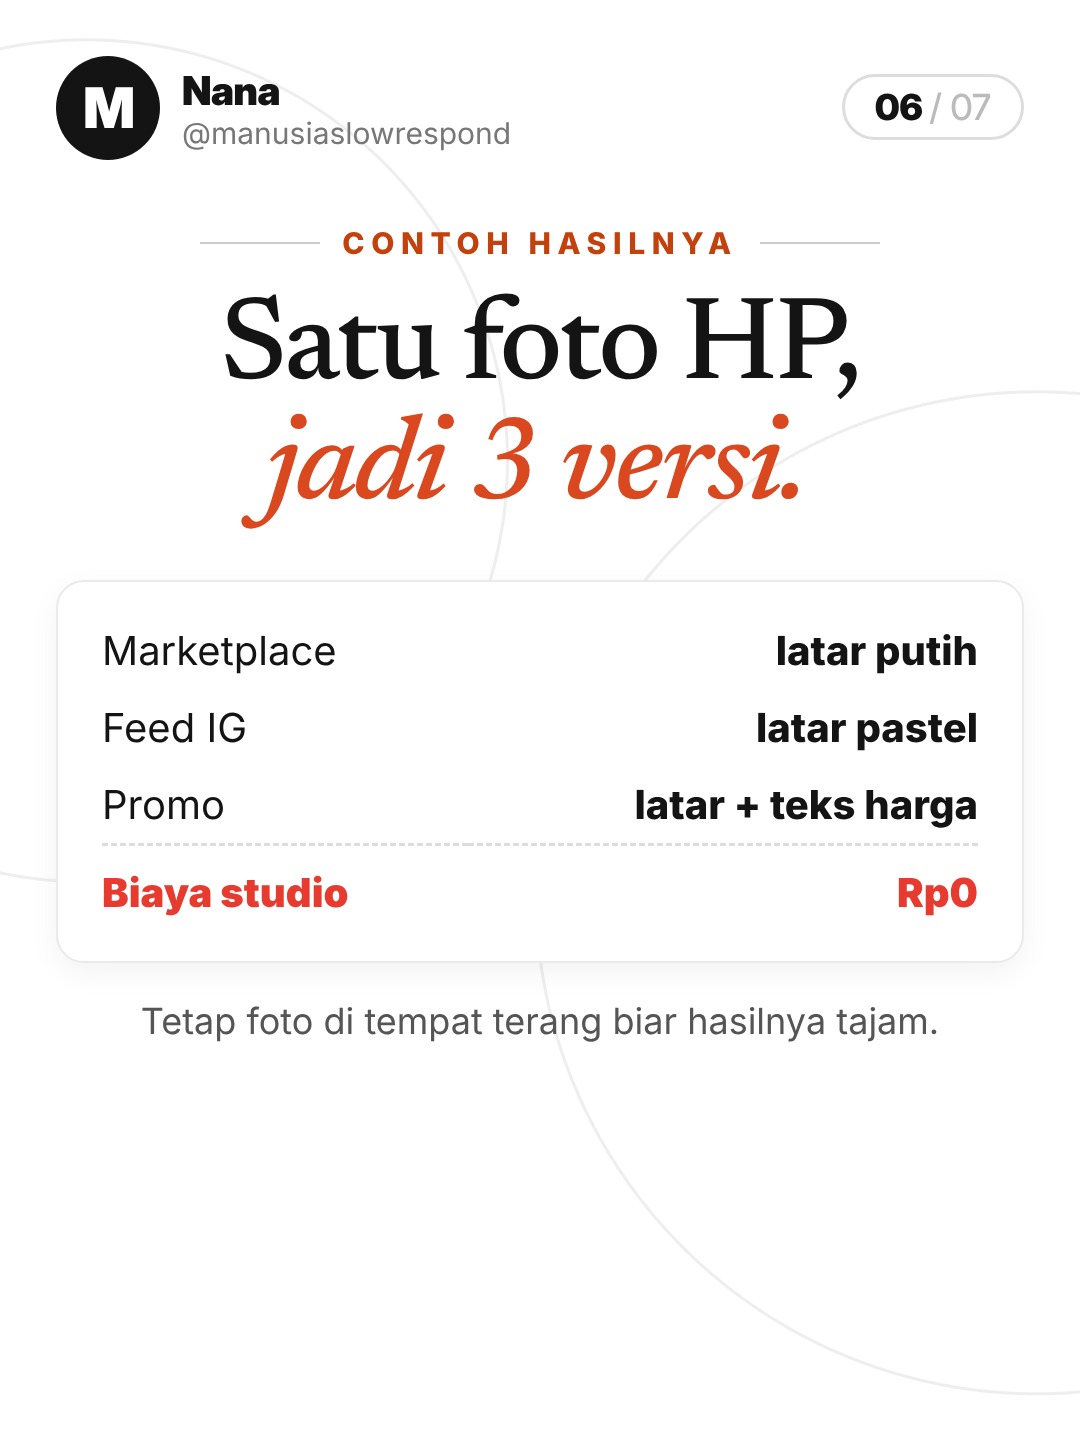 M
Nana
@manusiaslowrespond
06 / 07
CONTOH HASILNYA
Satu foto HP,
jadi 3 versi.
Marketplace latar putih
Feed IG latar pastel
Promo latar + teks harga
Biaya studio Rp0
Tetap foto di tempat terang biar hasilnya tajam.